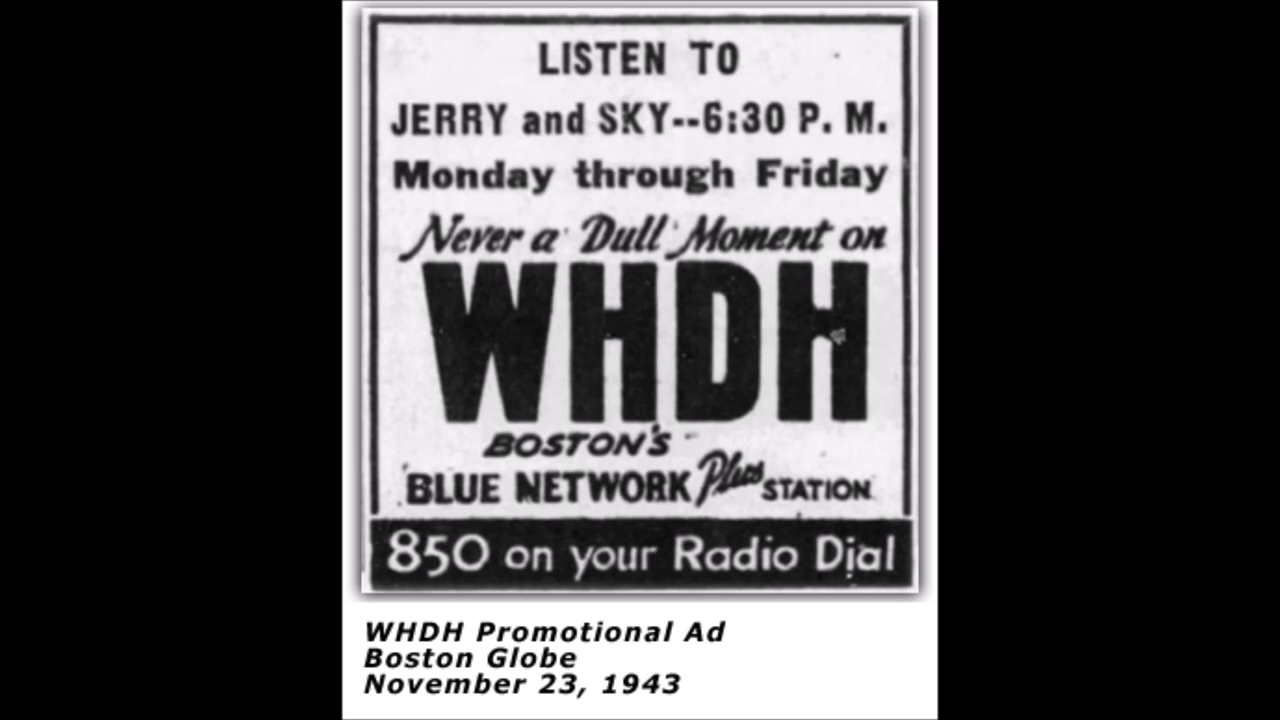 LISTEN TO
JERRY and SKY--6:30 P. M.
Monday through Friday
Never a Dull Moment on
WHDH
BOSTON'S
BLUE NETWORK Plus STATION
850 on your Radio Dial
WHDH Promotional Ad
Boston Globe
November 23, 1943